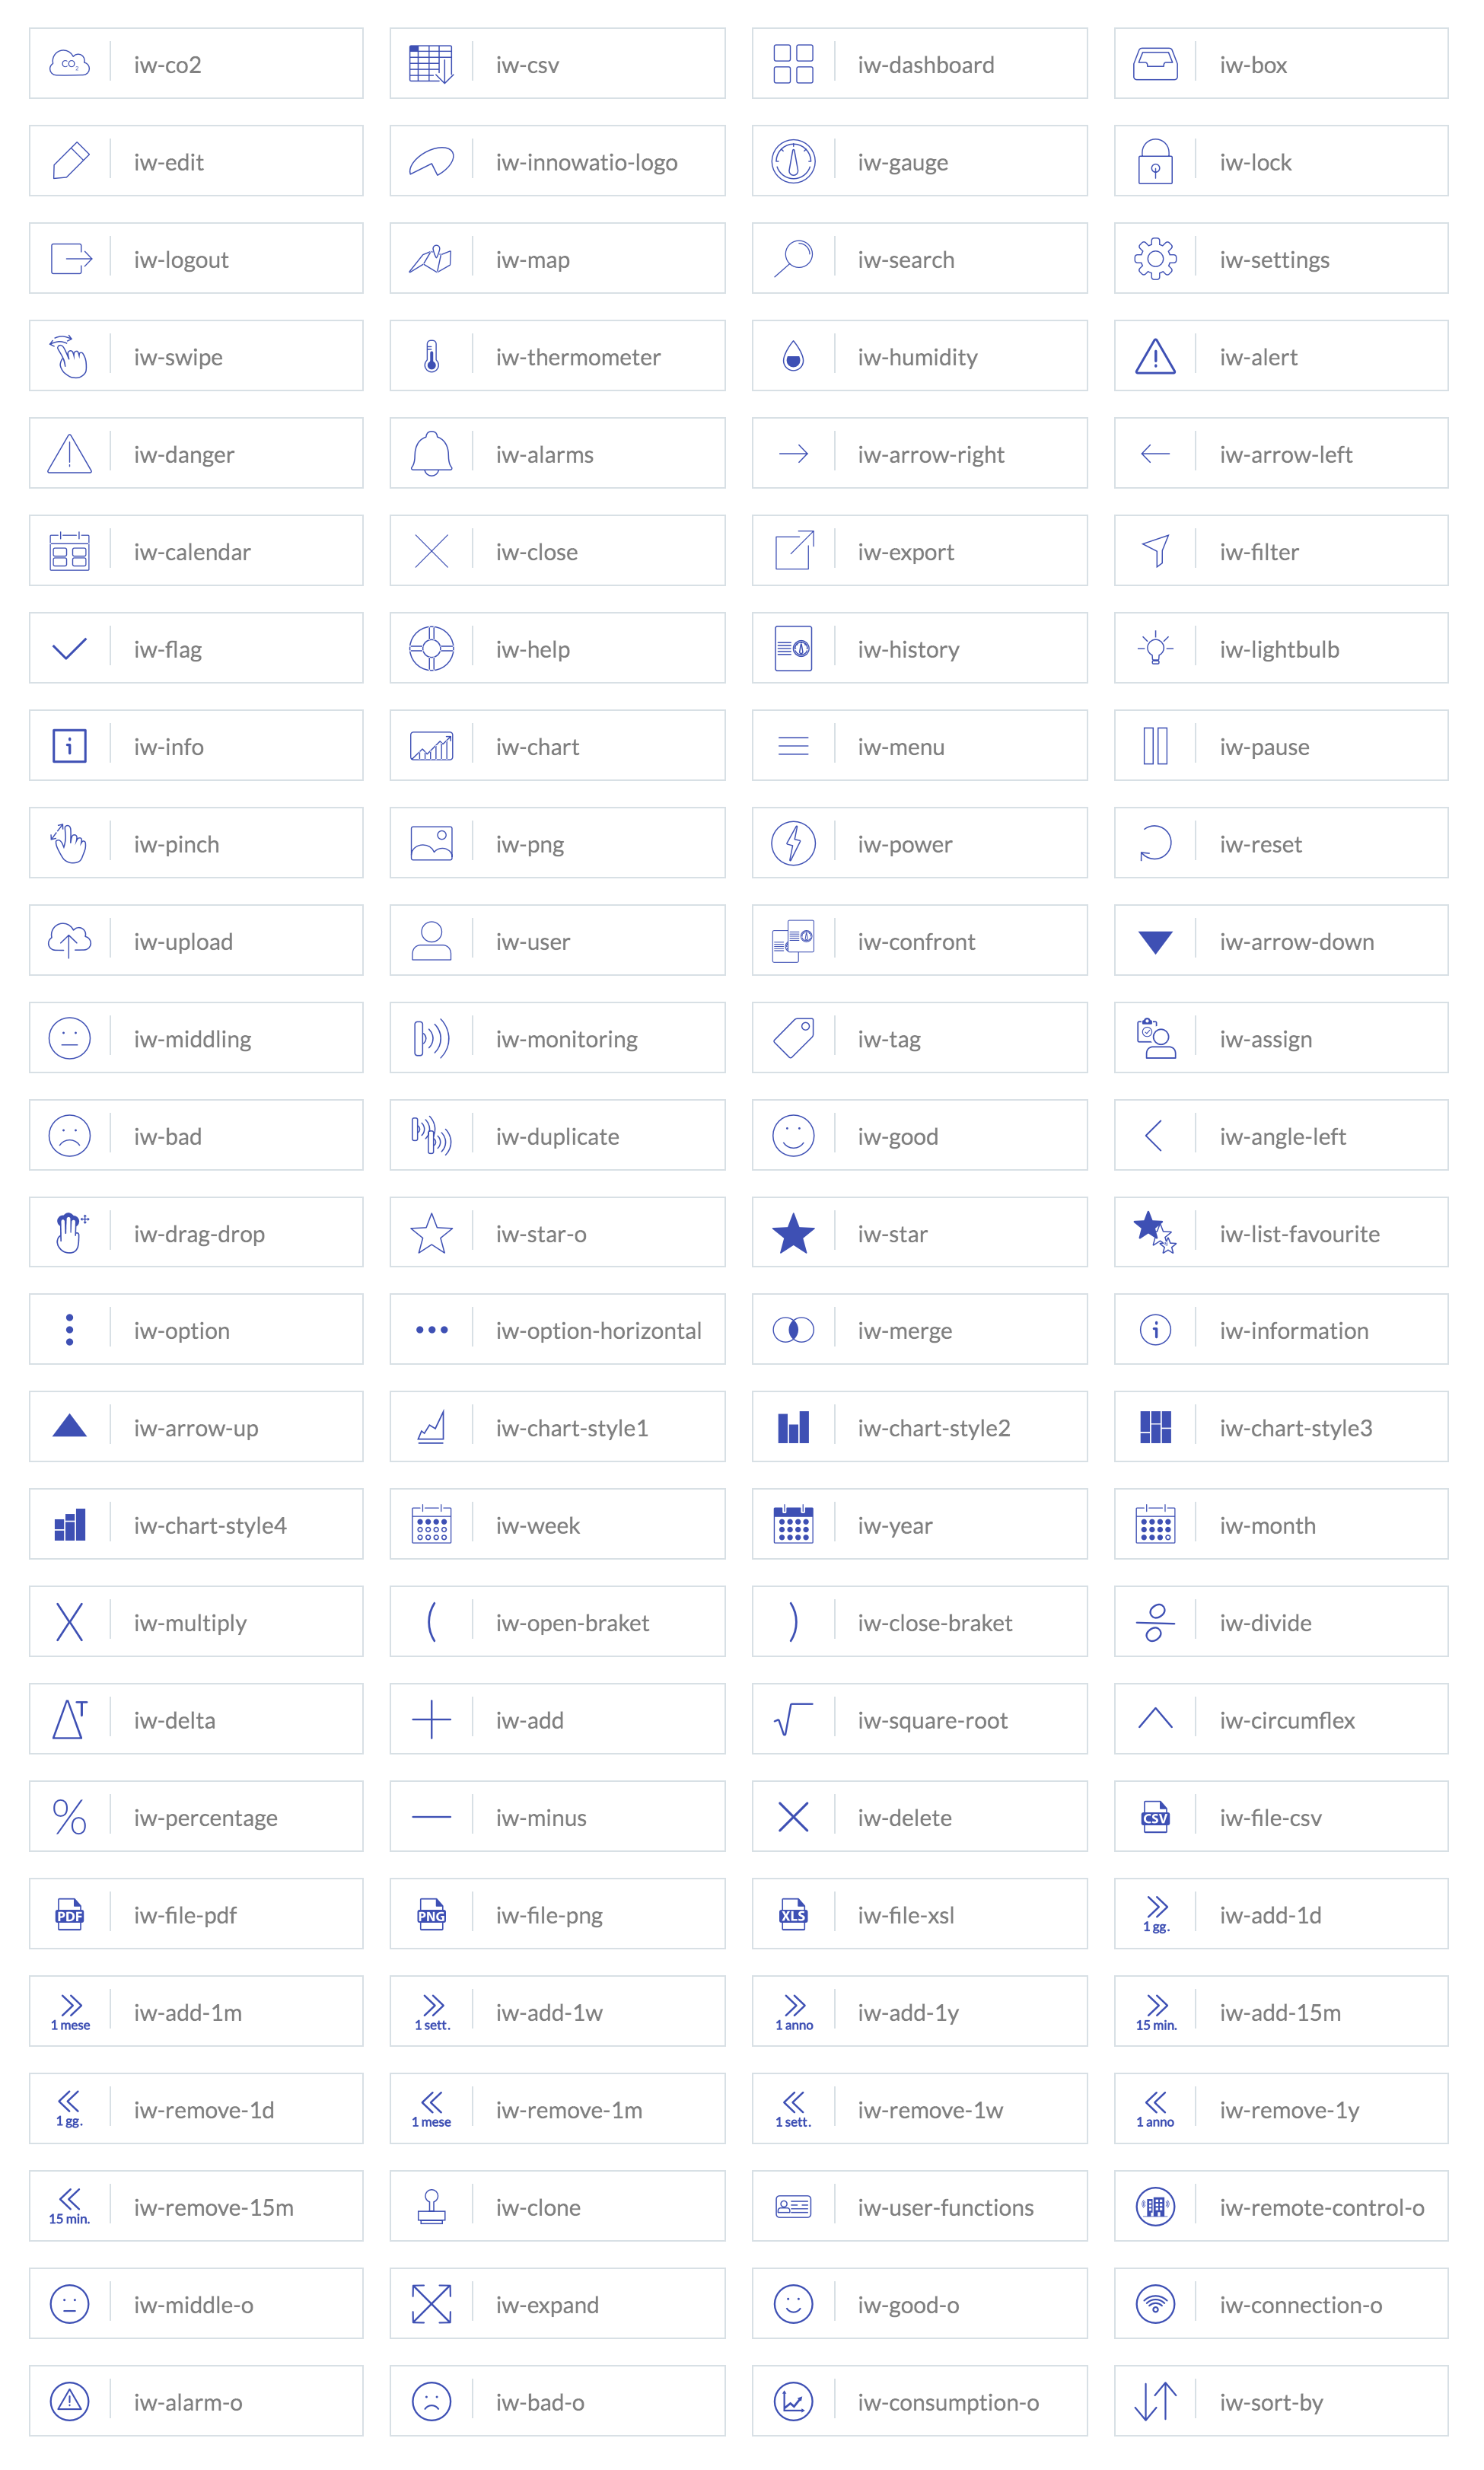 CO2 iw-co2
iw-csv
iw-dashboard
iw-box
iw-edit
iw-innowatio-logo
iw-gauge
iw-lock
iw-logout
iw-map
iw-search
iw-settings
iw-swipe
iw-thermometer
iw-humidity
iw-alert
iw-danger
iw-alarms
iw-arrow-right
iw-arrow-left
iw-calendar
iw-close
iw-export
iw-filter
iw-flag
iw-help
iw-history
iw-lightbulb
i iw-info
iw-chart
iw-menu
iw-pause
iw-pinch
iw-png
iw-power
iw-reset
iw-upload
iw-user
iw-confront
iw-arrow-down
iw-middling
iw-monitoring
iw-tag
iw-assign
iw-bad
iw-duplicate
iw-good
iw-angle-left
iw-drag-drop
iw-star-o
iw-star
iw-list-favourite
iw-option
iw-option-horizontal
iw-merge
i iw-information
iw-arrow-up
iw-chart-style1
iw-chart-style2
iw-chart-style3
iw-chart-style4
iw-week
iw-year
iw-month
iw-multiply
( iw-open-braket
) iw-close-braket
iw-divide
ΔT iw-delta
iw-add
iw-square-root
iw-circumflex
% iw-percentage
iw-minus
iw-delete
CSV iw-file-csv
PDF iw-file-pdf
PNG iw-file-png
XLS iw-file-xsl
1 gg. iw-add-1d
1 mese iw-add-1m
1 sett. iw-add-1w
1 anno iw-add-1y
15 min. iw-add-15m
1 gg. iw-remove-1d
1 mese iw-remove-1m
1 sett. iw-remove-1w
1 anno iw-remove-1y
15 min. iw-remove-15m
iw-clone
iw-user-functions
iw-remote-control-o
iw-middle-o
iw-expand
iw-good-o
iw-connection-o
iw-alarm-o
iw-bad-o
iw-consumption-o
iw-sort-by